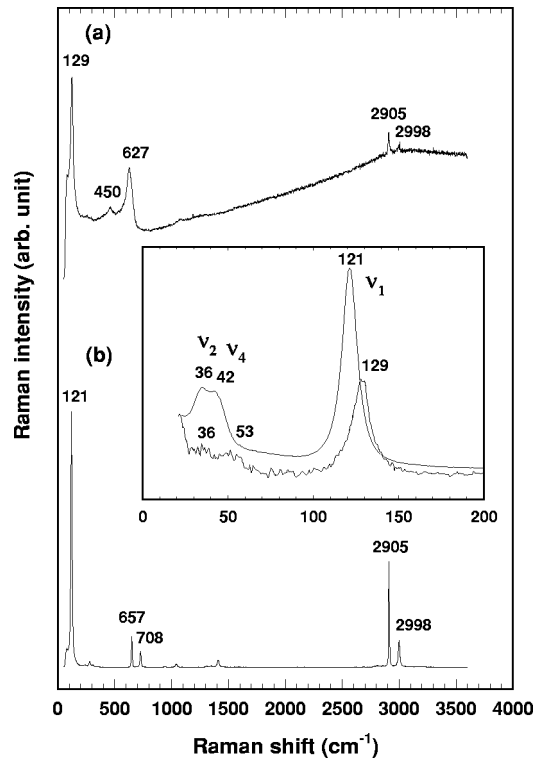 (a)
129
2905
2998
627
450
121
ν1
ν2 ν4
129
36 42
36 53
0 50 100 150 200
(b)
121
2905
657
2998
708
0 500 1000 1500 2000 2500 3000 3500 4000
Raman shift (cm-1)
Raman intensity (arb. unit)